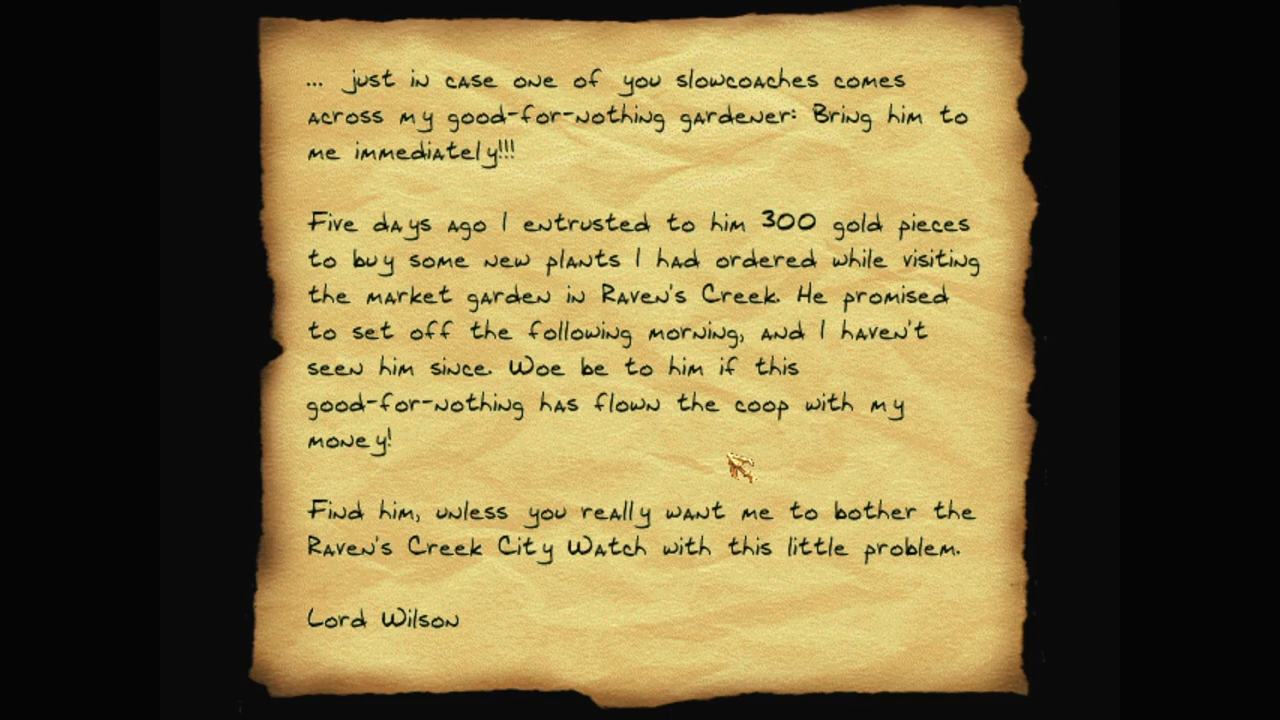 ... just in case one of you slowcoaches comes
across my good-for-nothing gardener: Bring him to
me immediately!!!
Five days ago I entrusted to him 300 gold pieces
to buy some new plants I had ordered while visiting
the market garden in Raven's Creek. He promised
to set off the following morning, and I haven't
seen him since. Woe be to him if this
good-for-nothing has flown the coop with my
money!
Find him, unless you really want me to bother the
Raven's Creek City Watch with this little problem.
Lord Wilson